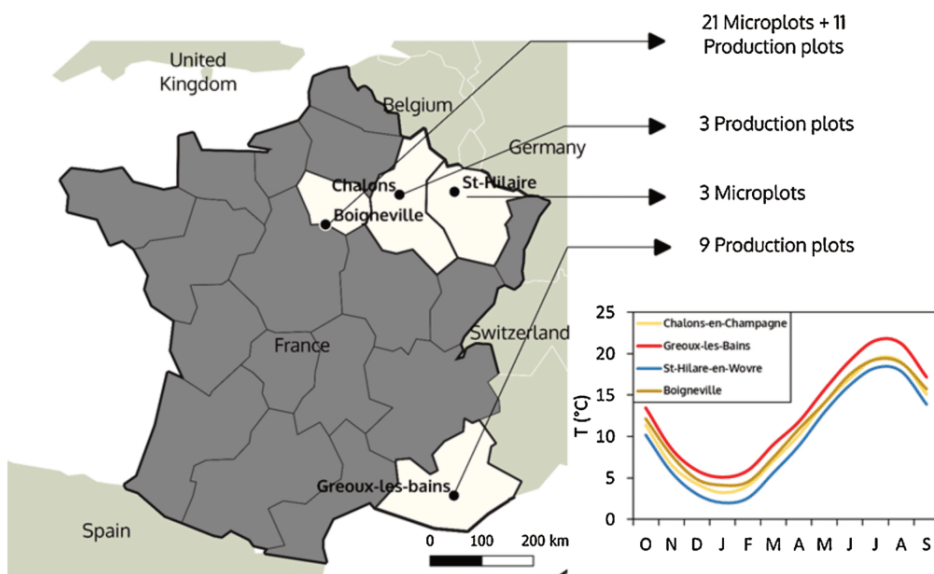 21 Microplots + 11
Production plots
United
Kingdom
Belgium
3 Production plots
Germany
Chalons
St-Hilaire
3 Microplots
Boigneville
9 Production plots
Switzerland
France
Greoux-les-bains
Spain
0 100 200 km
25
20
15
10
5
0
T (°C)
Chalons-en-Champagne
Greoux-les-Bains
St-Hilare-en-Wovre
Boigneville
O N D J F M A M J J A S